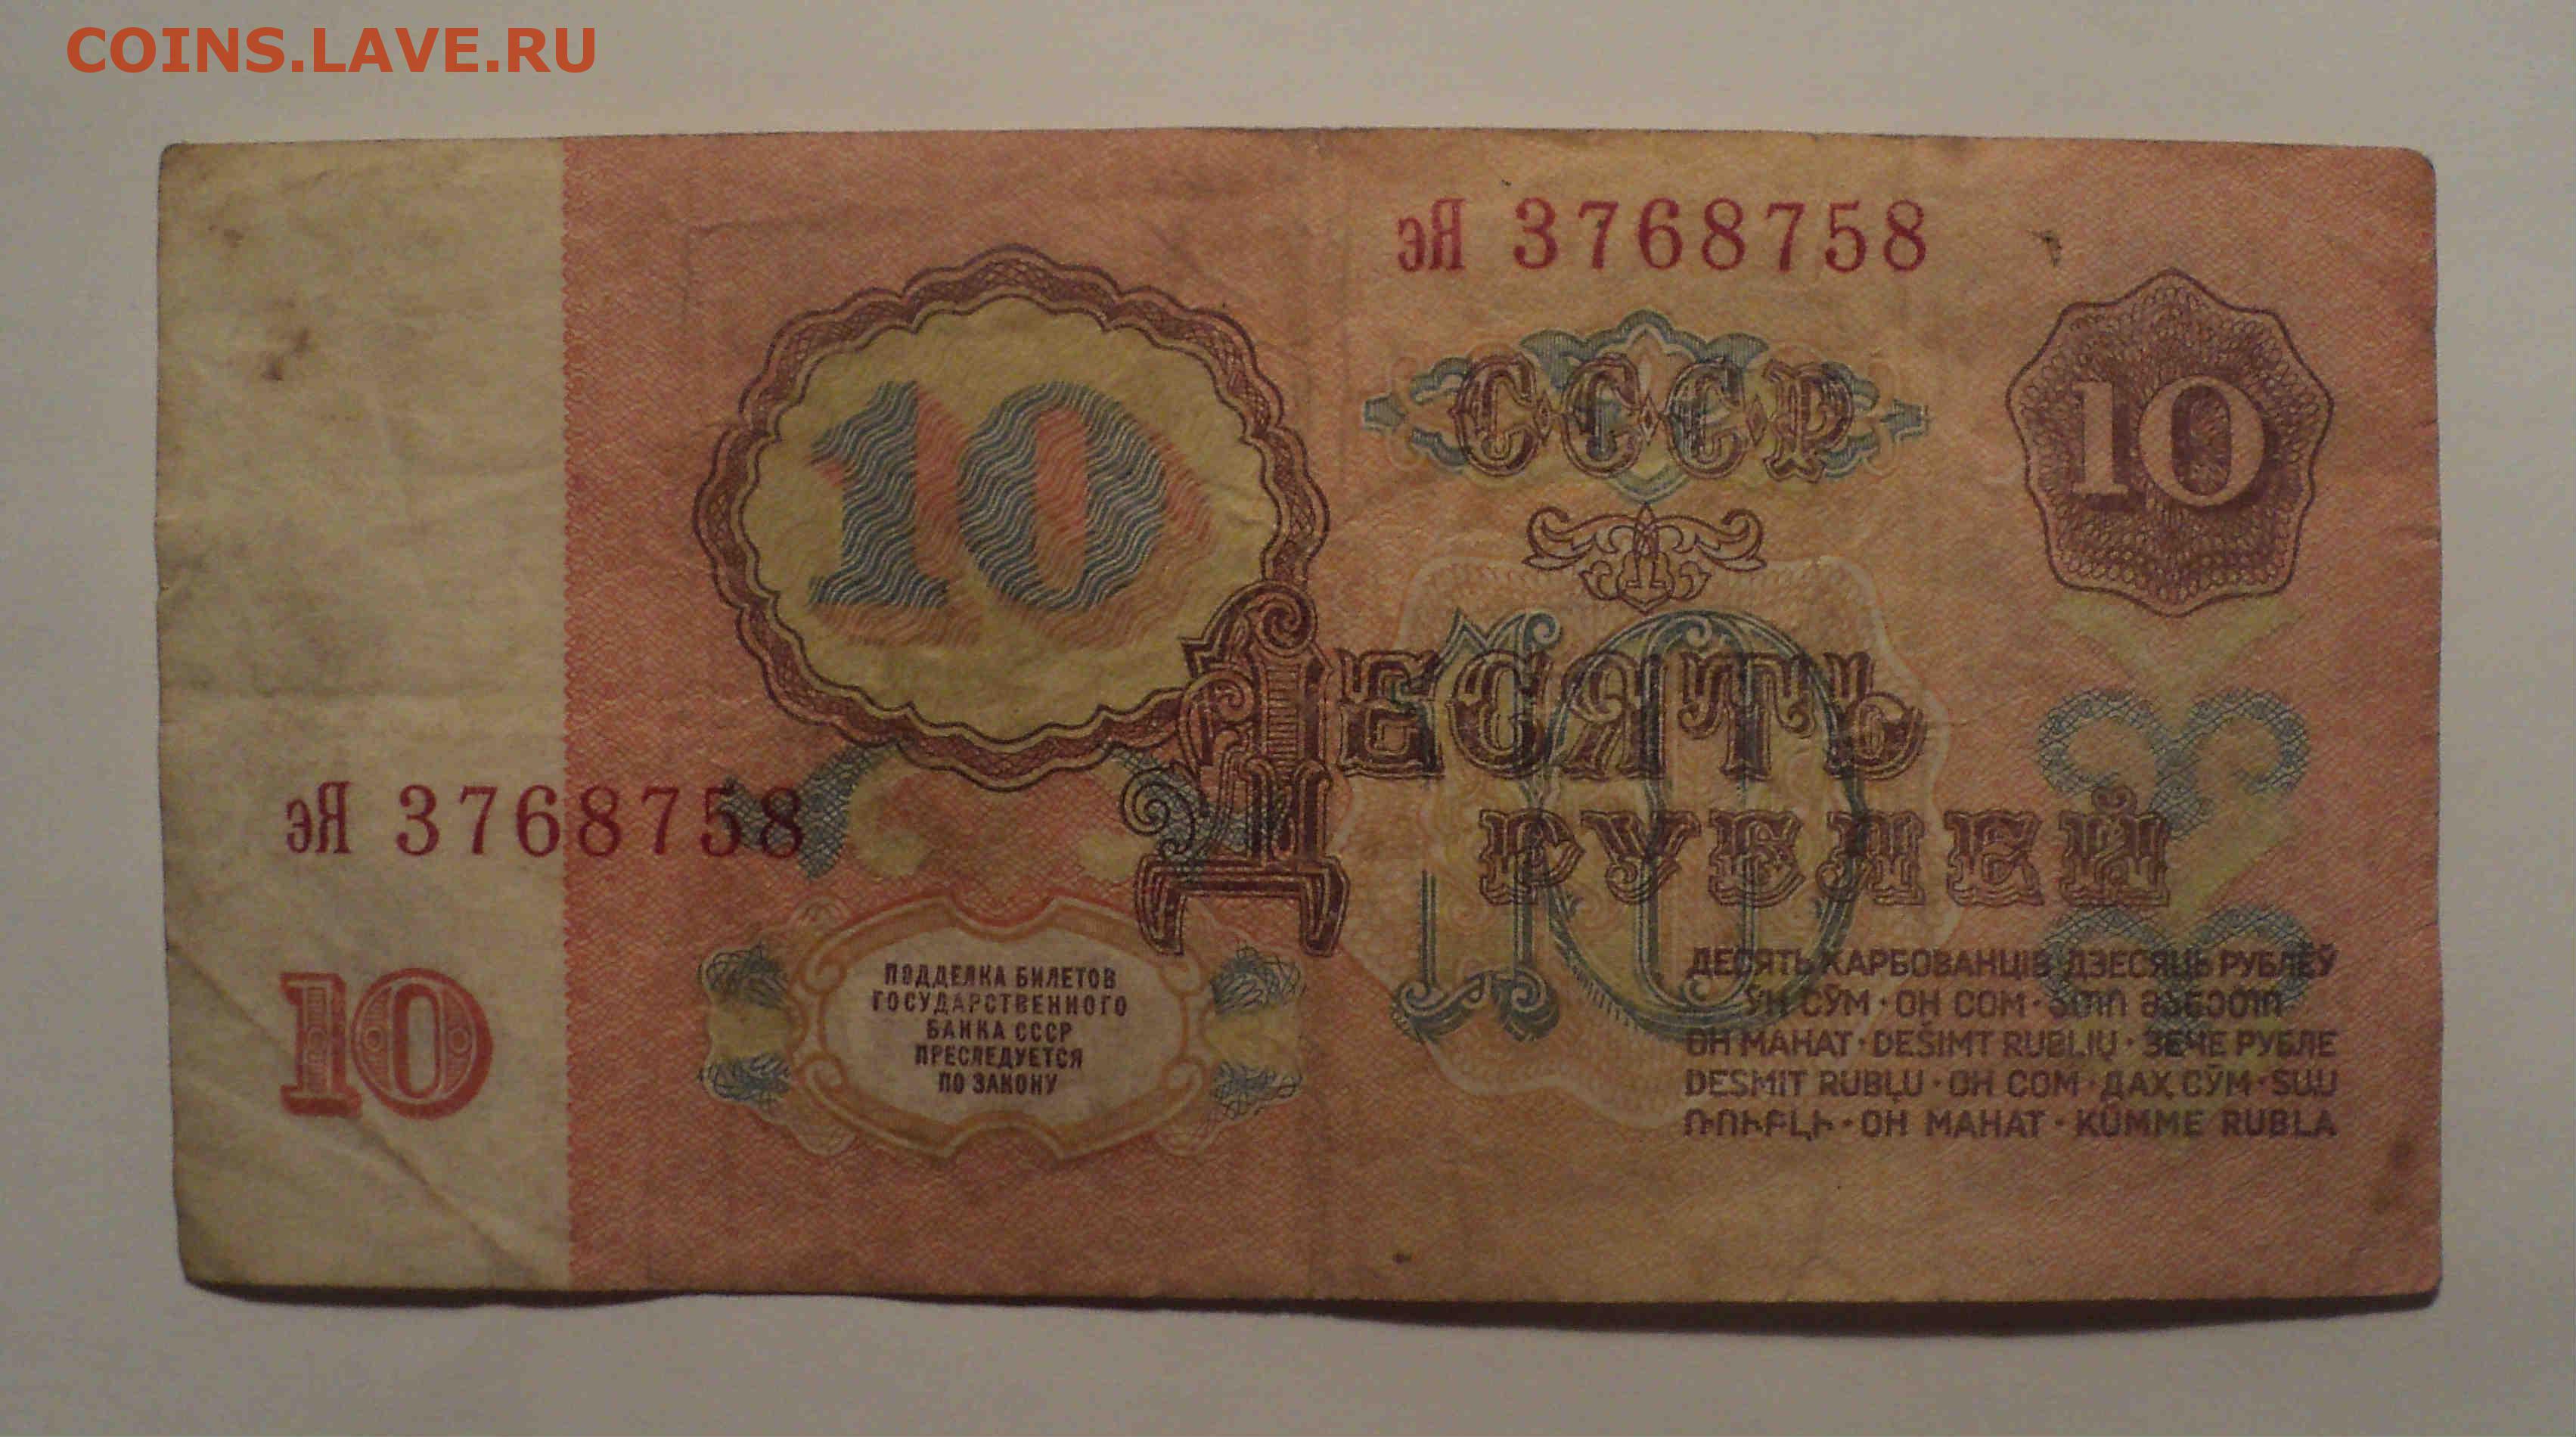 COINS.LAVE.RU
эЯ 3768758
10
СССР
10
ДЕСЯТЬ
РУБЛЕЙ
10
эЯ 3768758
10
ПОДДЕЛКА БИЛЕТОВ
ГОСУДАРСТВЕННОГО
БАНКА СССР
ПРЕСЛЕДУЕТСЯ
ПО ЗАКОНУ
ДЕСЯТЬ КАРБОВАНЦІВ ДЗЕСЯЦЬ РУБЛЁЎ
ЎН СЎМ · ОН СОМ · ᲐᲗᲘ ᲛᲐᲜᲔᲗᲘ
ОН МАНАТ · DEŠIMT RUBLIŲ · ЗЕЧЕ РУБЛЕ
DESMIT RUBĻU · ОН СОМ · ДАҲ СӮМ · ՏԱՍ
ՌՈՒԲԼԻ · ОН МАНАТ · KÜMME RUBLA